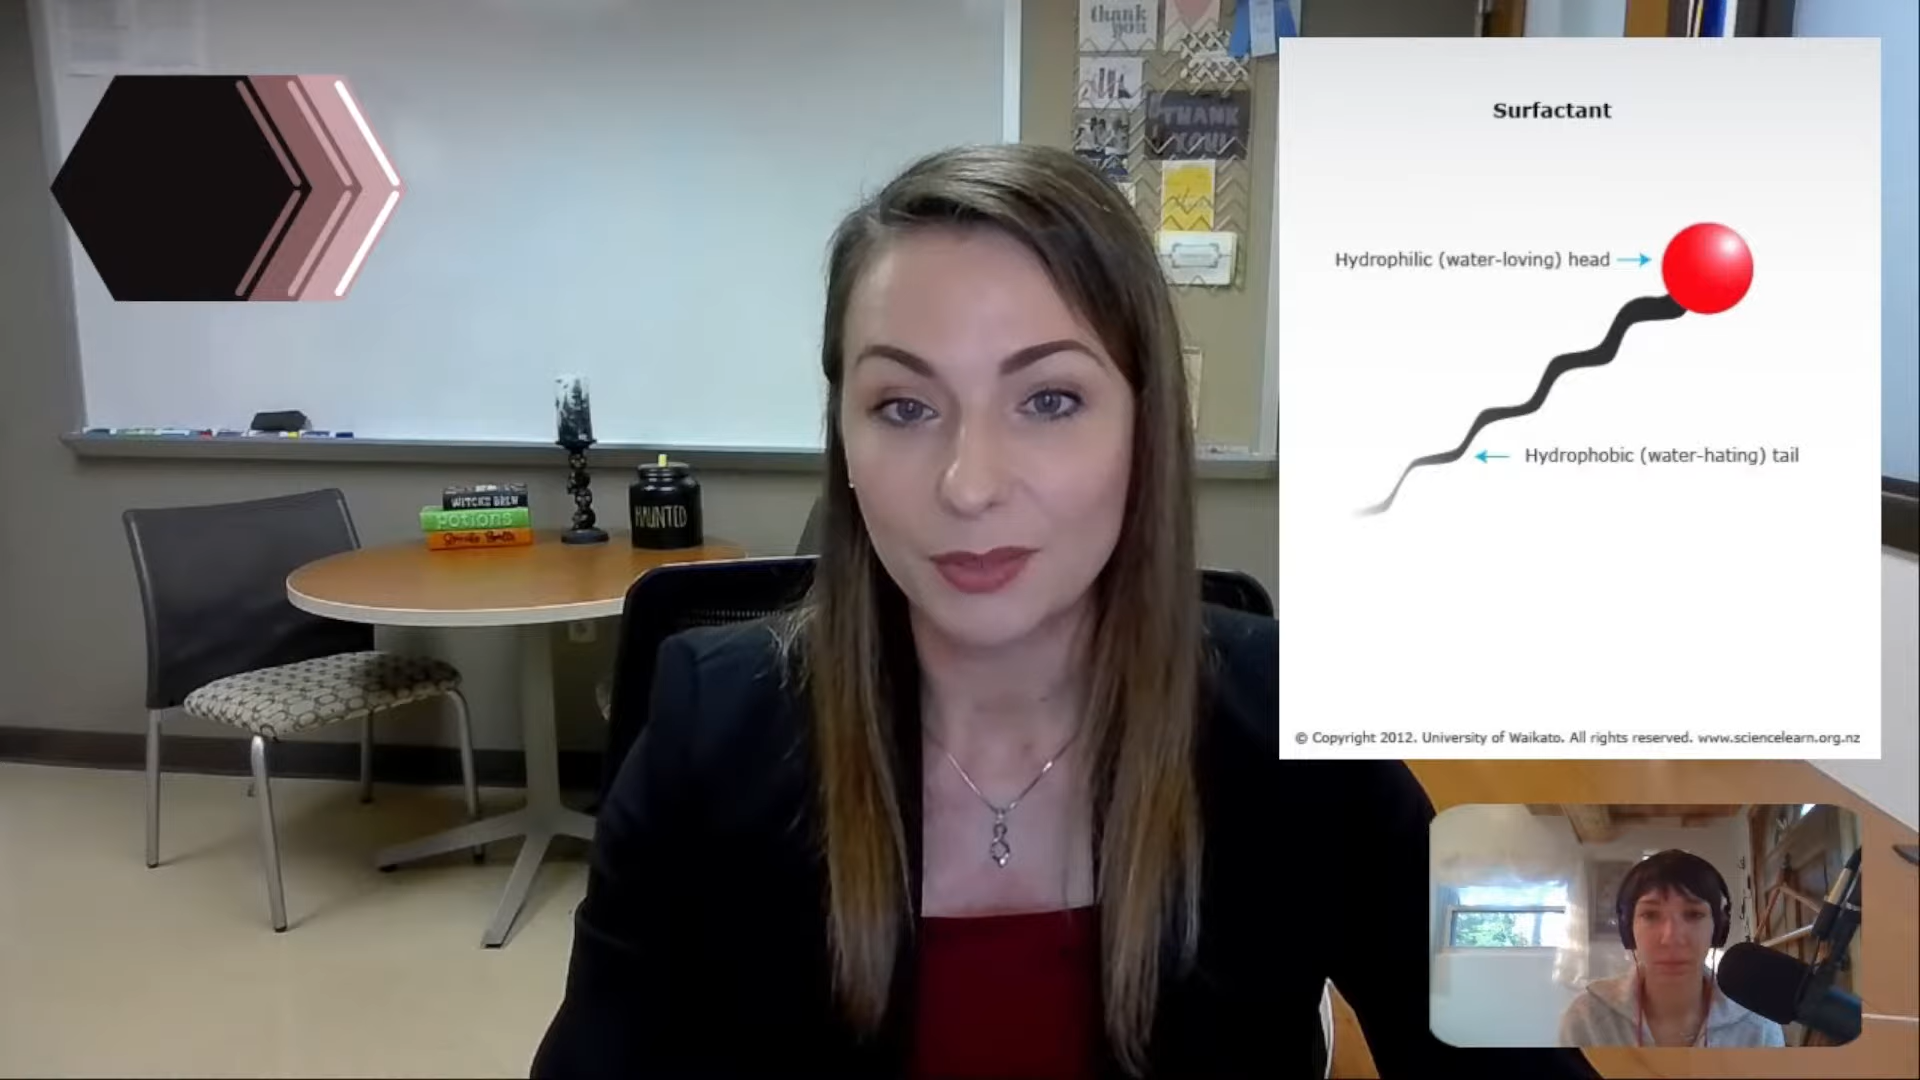 thank
you
THANK
YOU!
WITCHES BREW
POTIONS
HAUNTED
Surfactant
Hydrophilic (water-loving) head
Hydrophobic (water-hating) tail
© Copyright 2012. University of Waikato. All rights reserved. www.sciencelearn.org.nz